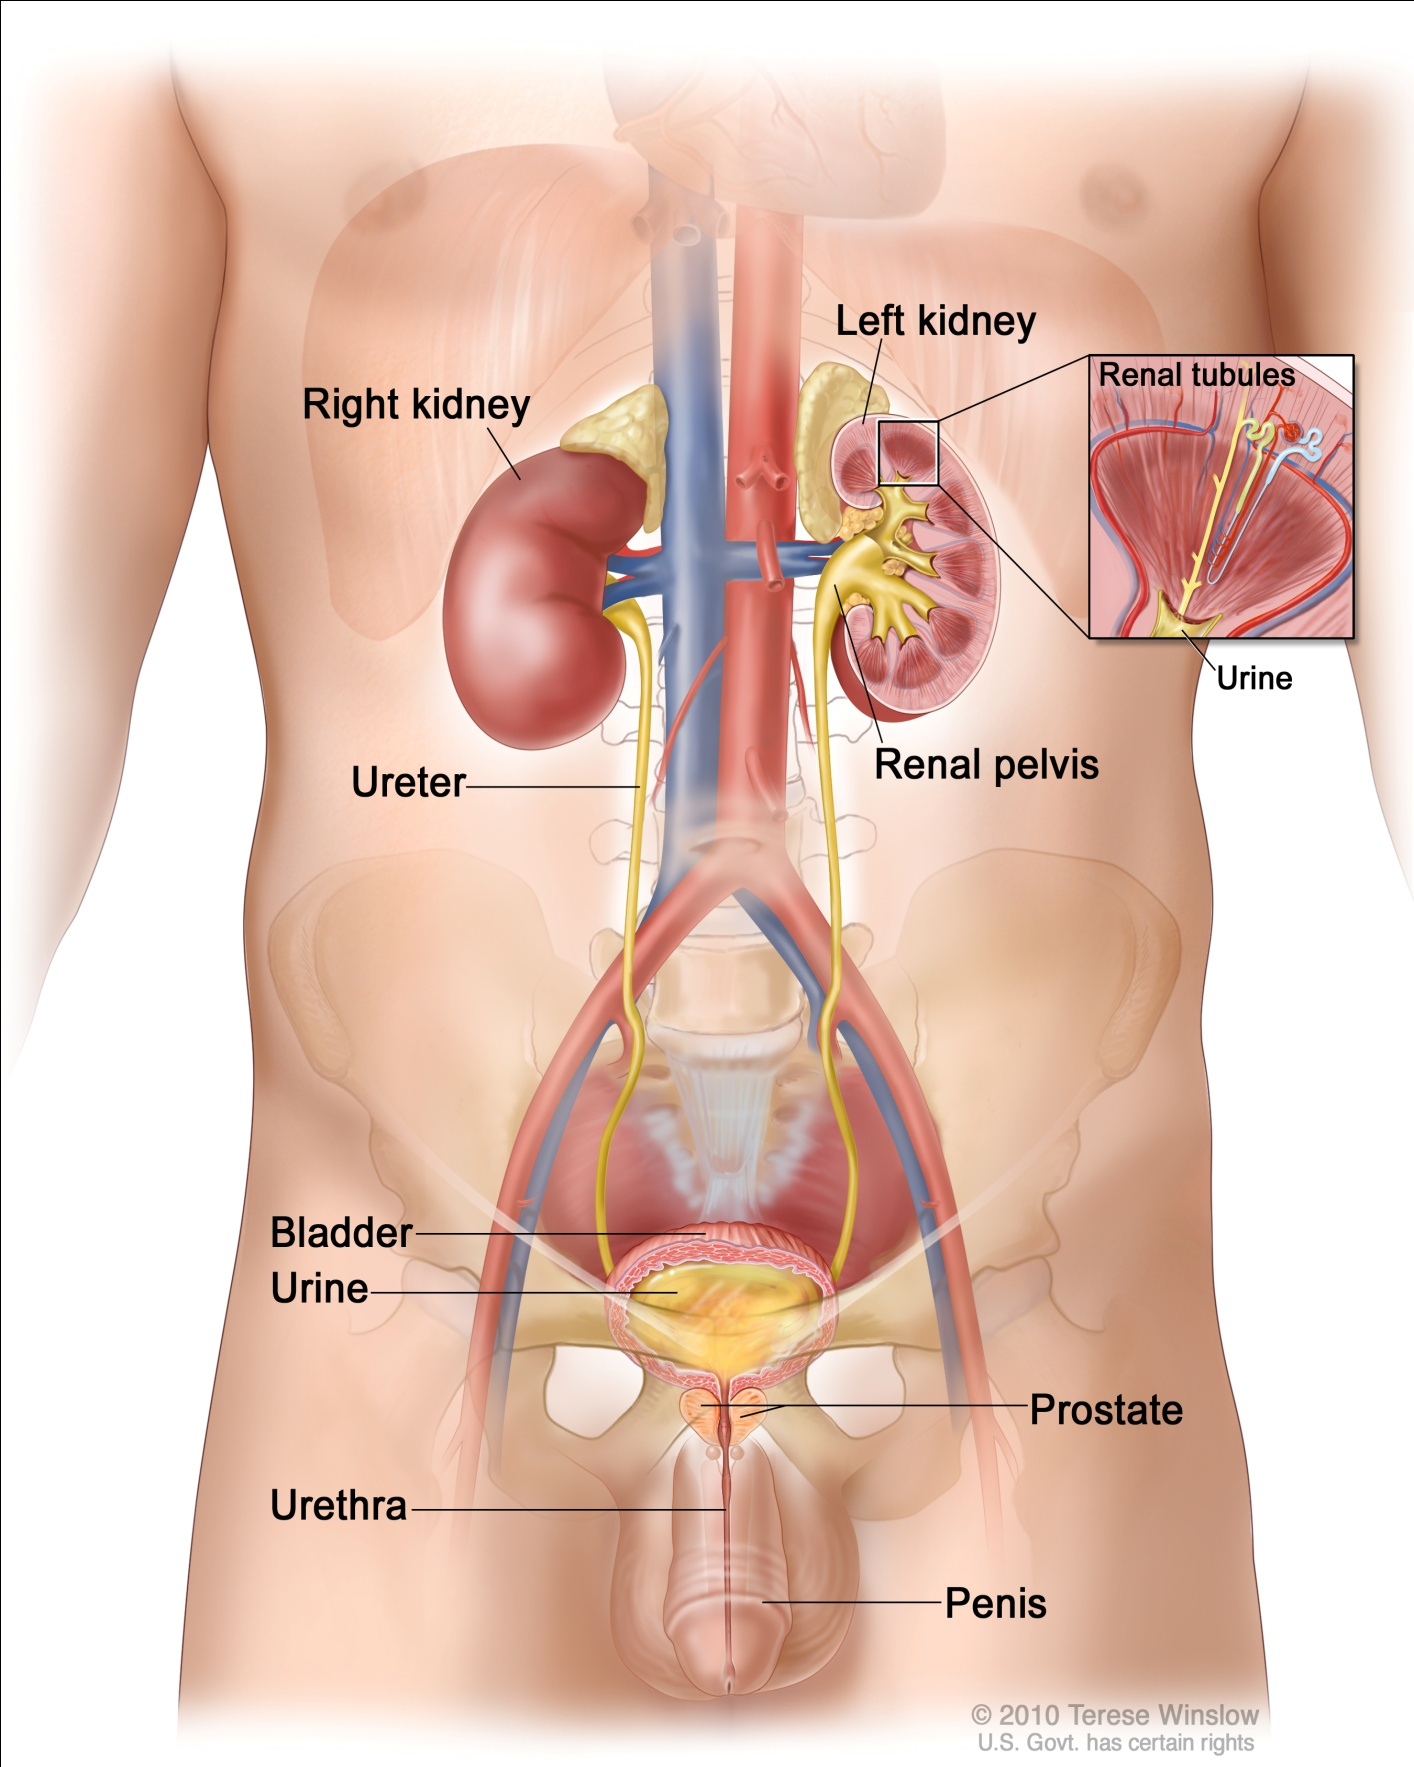 Left kidney
Renal tubules
Right kidney
Urine
Renal pelvis
Ureter
Bladder
Urine
Prostate
Urethra
Penis
© 2010 Terese Winslow
U.S. Govt. has certain rights